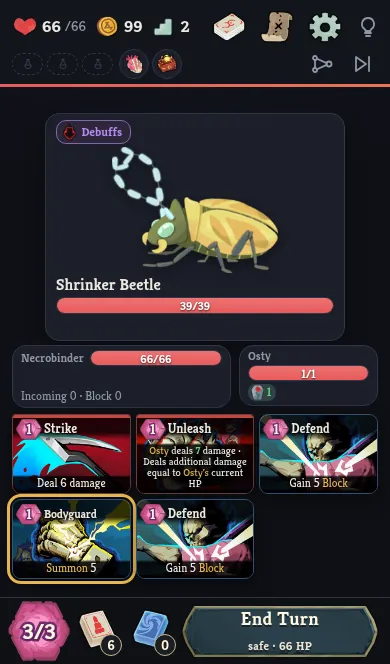 66 /66 99 2
Debuffs
Shrinker Beetle
39/39
Necrobinder 66/66
Incoming 0 · Block 0
Osty
1/1
1
1 Strike
Deal 6 damage
1 Unleash
Osty deals 7 damage ·
Deals additional damage
equal to Osty's current
HP
1 Defend
Gain 5 Block
1 Bodyguard
Summon 5
1 Defend
Gain 5 Block
3/3
6
0
End Turn
safe · 66 HP